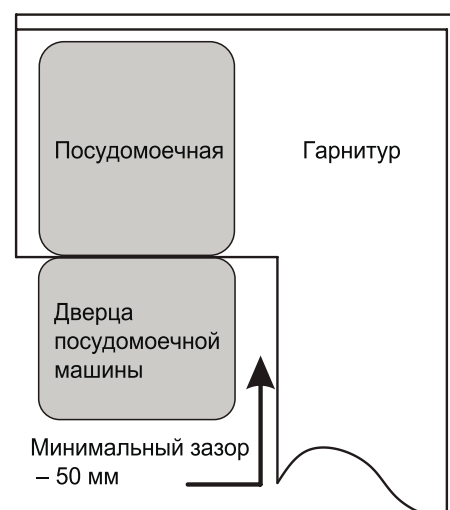 Посудомоечная
Гарнитур
Дверца
посудомоечной
машины
Минимальный зазор
– 50 мм